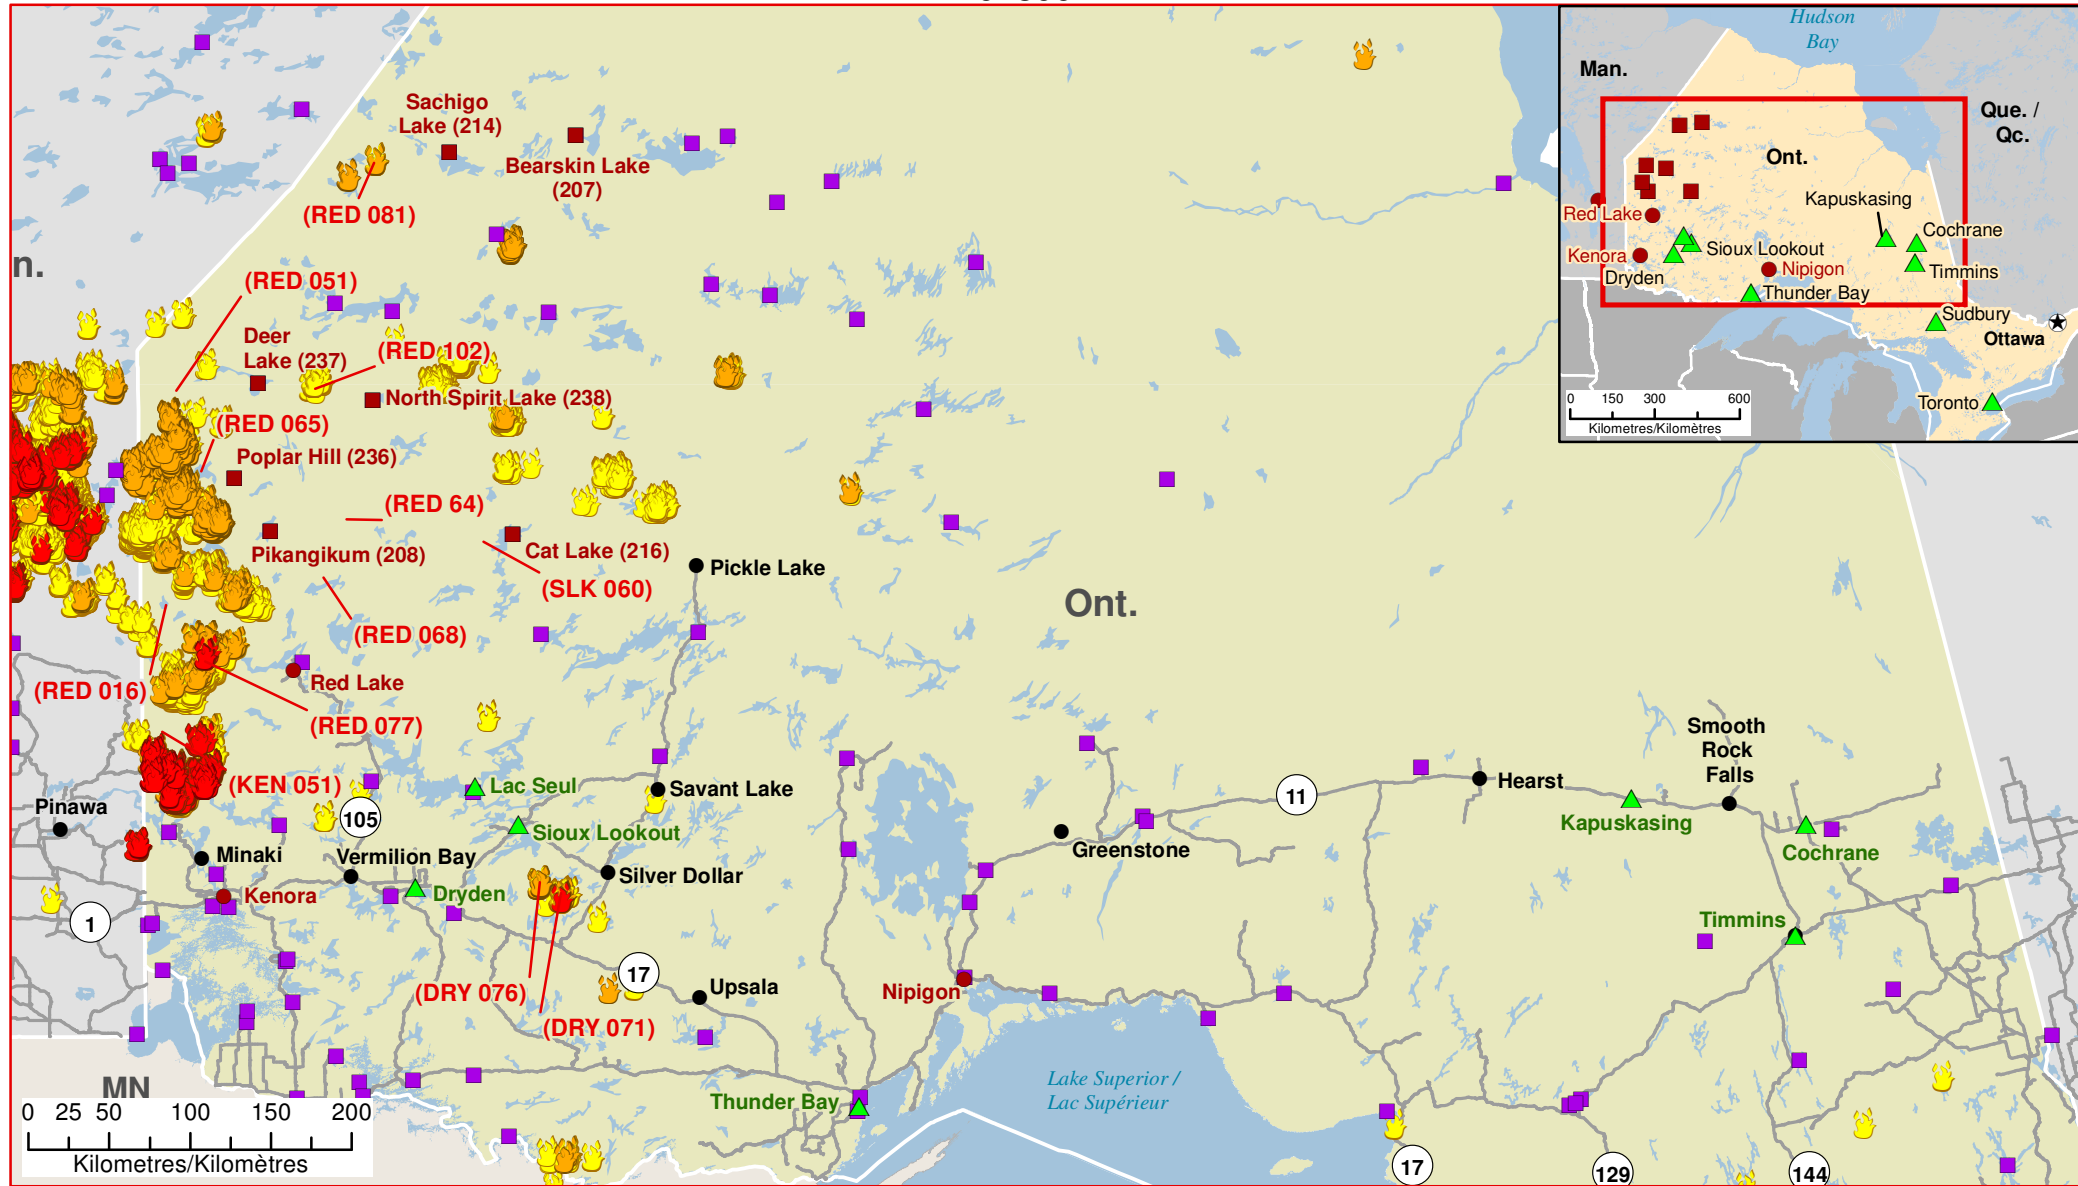 Hudson
Bay
Man.
Que. /
Qc.
Ont.
Kapuskasing
Red Lake
Cochrane
Sioux Lookout
Kenora
Nipigon
Timmins
Dryden
Thunder Bay
Sudbury
Ottawa
Toronto
0 150 300 600
Kilometres/Kilomètres
Sachigo
Lake (214)
Bearskin Lake
(207)
(RED 081)
n.
(RED 051)
Deer
Lake (237)
(RED 102)
North Spirit Lake (238)
(RED 065)
Poplar Hill (236)
(RED 64)
Pikangikum (208)
Cat Lake (216)
Pickle Lake
(SLK 060)
Ont.
(RED 068)
(RED 016)
Red Lake
(RED 077)
Smooth
Rock
Falls
(KEN 051)
Lac Seul
Savant Lake
11
Hearst
Pinawa
105
Sioux Lookout
Kapuskasing
Minaki
Vermilion Bay
Greenstone
Cochrane
Silver Dollar
Kenora
Dryden
1
Timmins
17
(DRY 076)
Upsala
Nipigon
(DRY 071)
MN
Lake Superior /
Lac Supérieur
Thunder Bay
0 25 50 100 150 200
Kilometres/Kilomètres
17
129
144